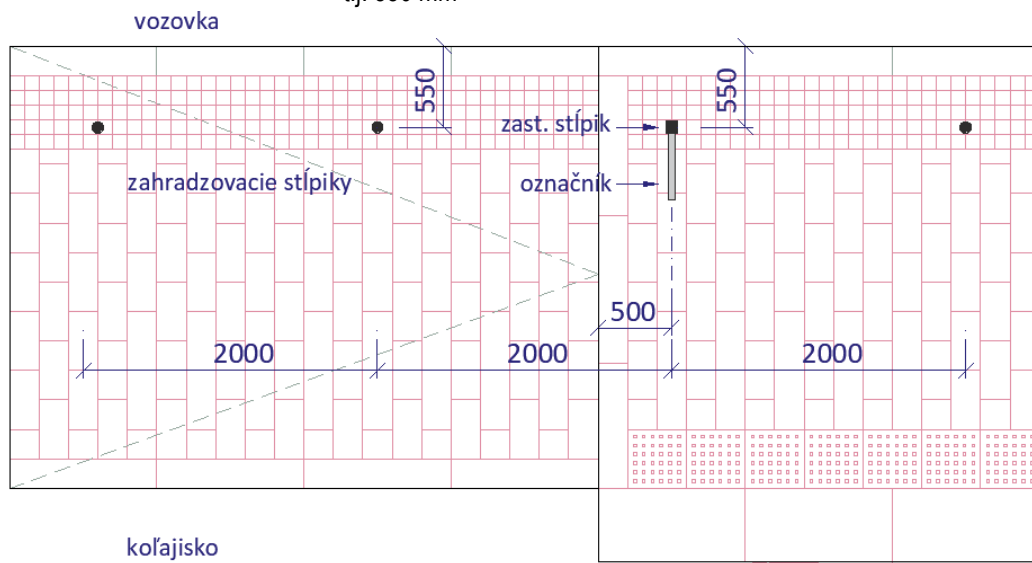 vozovka
550
550
zast. stĺpik
označník
zahradzovacie stĺpiky
500
2000
2000
2000
koľajisko